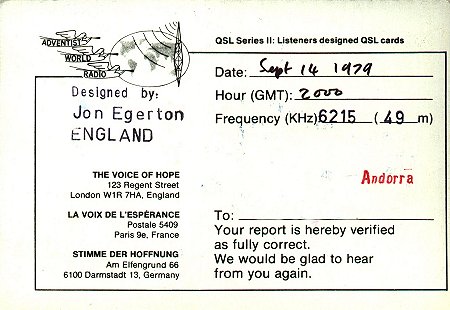 ADVENTIST
WORLD
RADIO
Designed by:
Jon Egerton
ENGLAND
THE VOICE OF HOPE
123 Regent Street
London W1R 7HA, England
LA VOIX DE L'ESPÉRANCE
Postale 5409
Paris 9e, France
STIMME DER HOFFNUNG
Am Elfengrund 66
6100 Darmstadt 13, Germany
QSL Series II: Listeners designed QSL cards
Date: Sept 14 1979
Hour (GMT): 2000
Frequency (KHz) 6215 (49 m)
Andorra
To:
Your report is hereby verified
as fully correct.
We would be glad to hear
from you again.